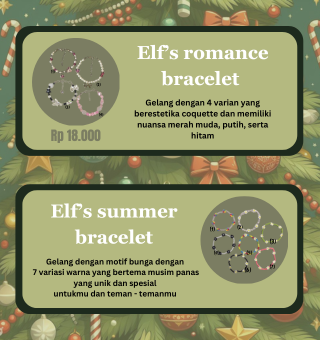 Elf's romance
bracelet
Gelang dengan 4 varian yang
berestetika coquette dan memiliki
nuansa merah muda, putih, serta
hitam
Rp 18.000
Elf's summer
bracelet
Gelang dengan motif bunga dengan
7 variasi warna yang bertema musim panas
yang unik dan spesial
untukmu dan teman - temanmu